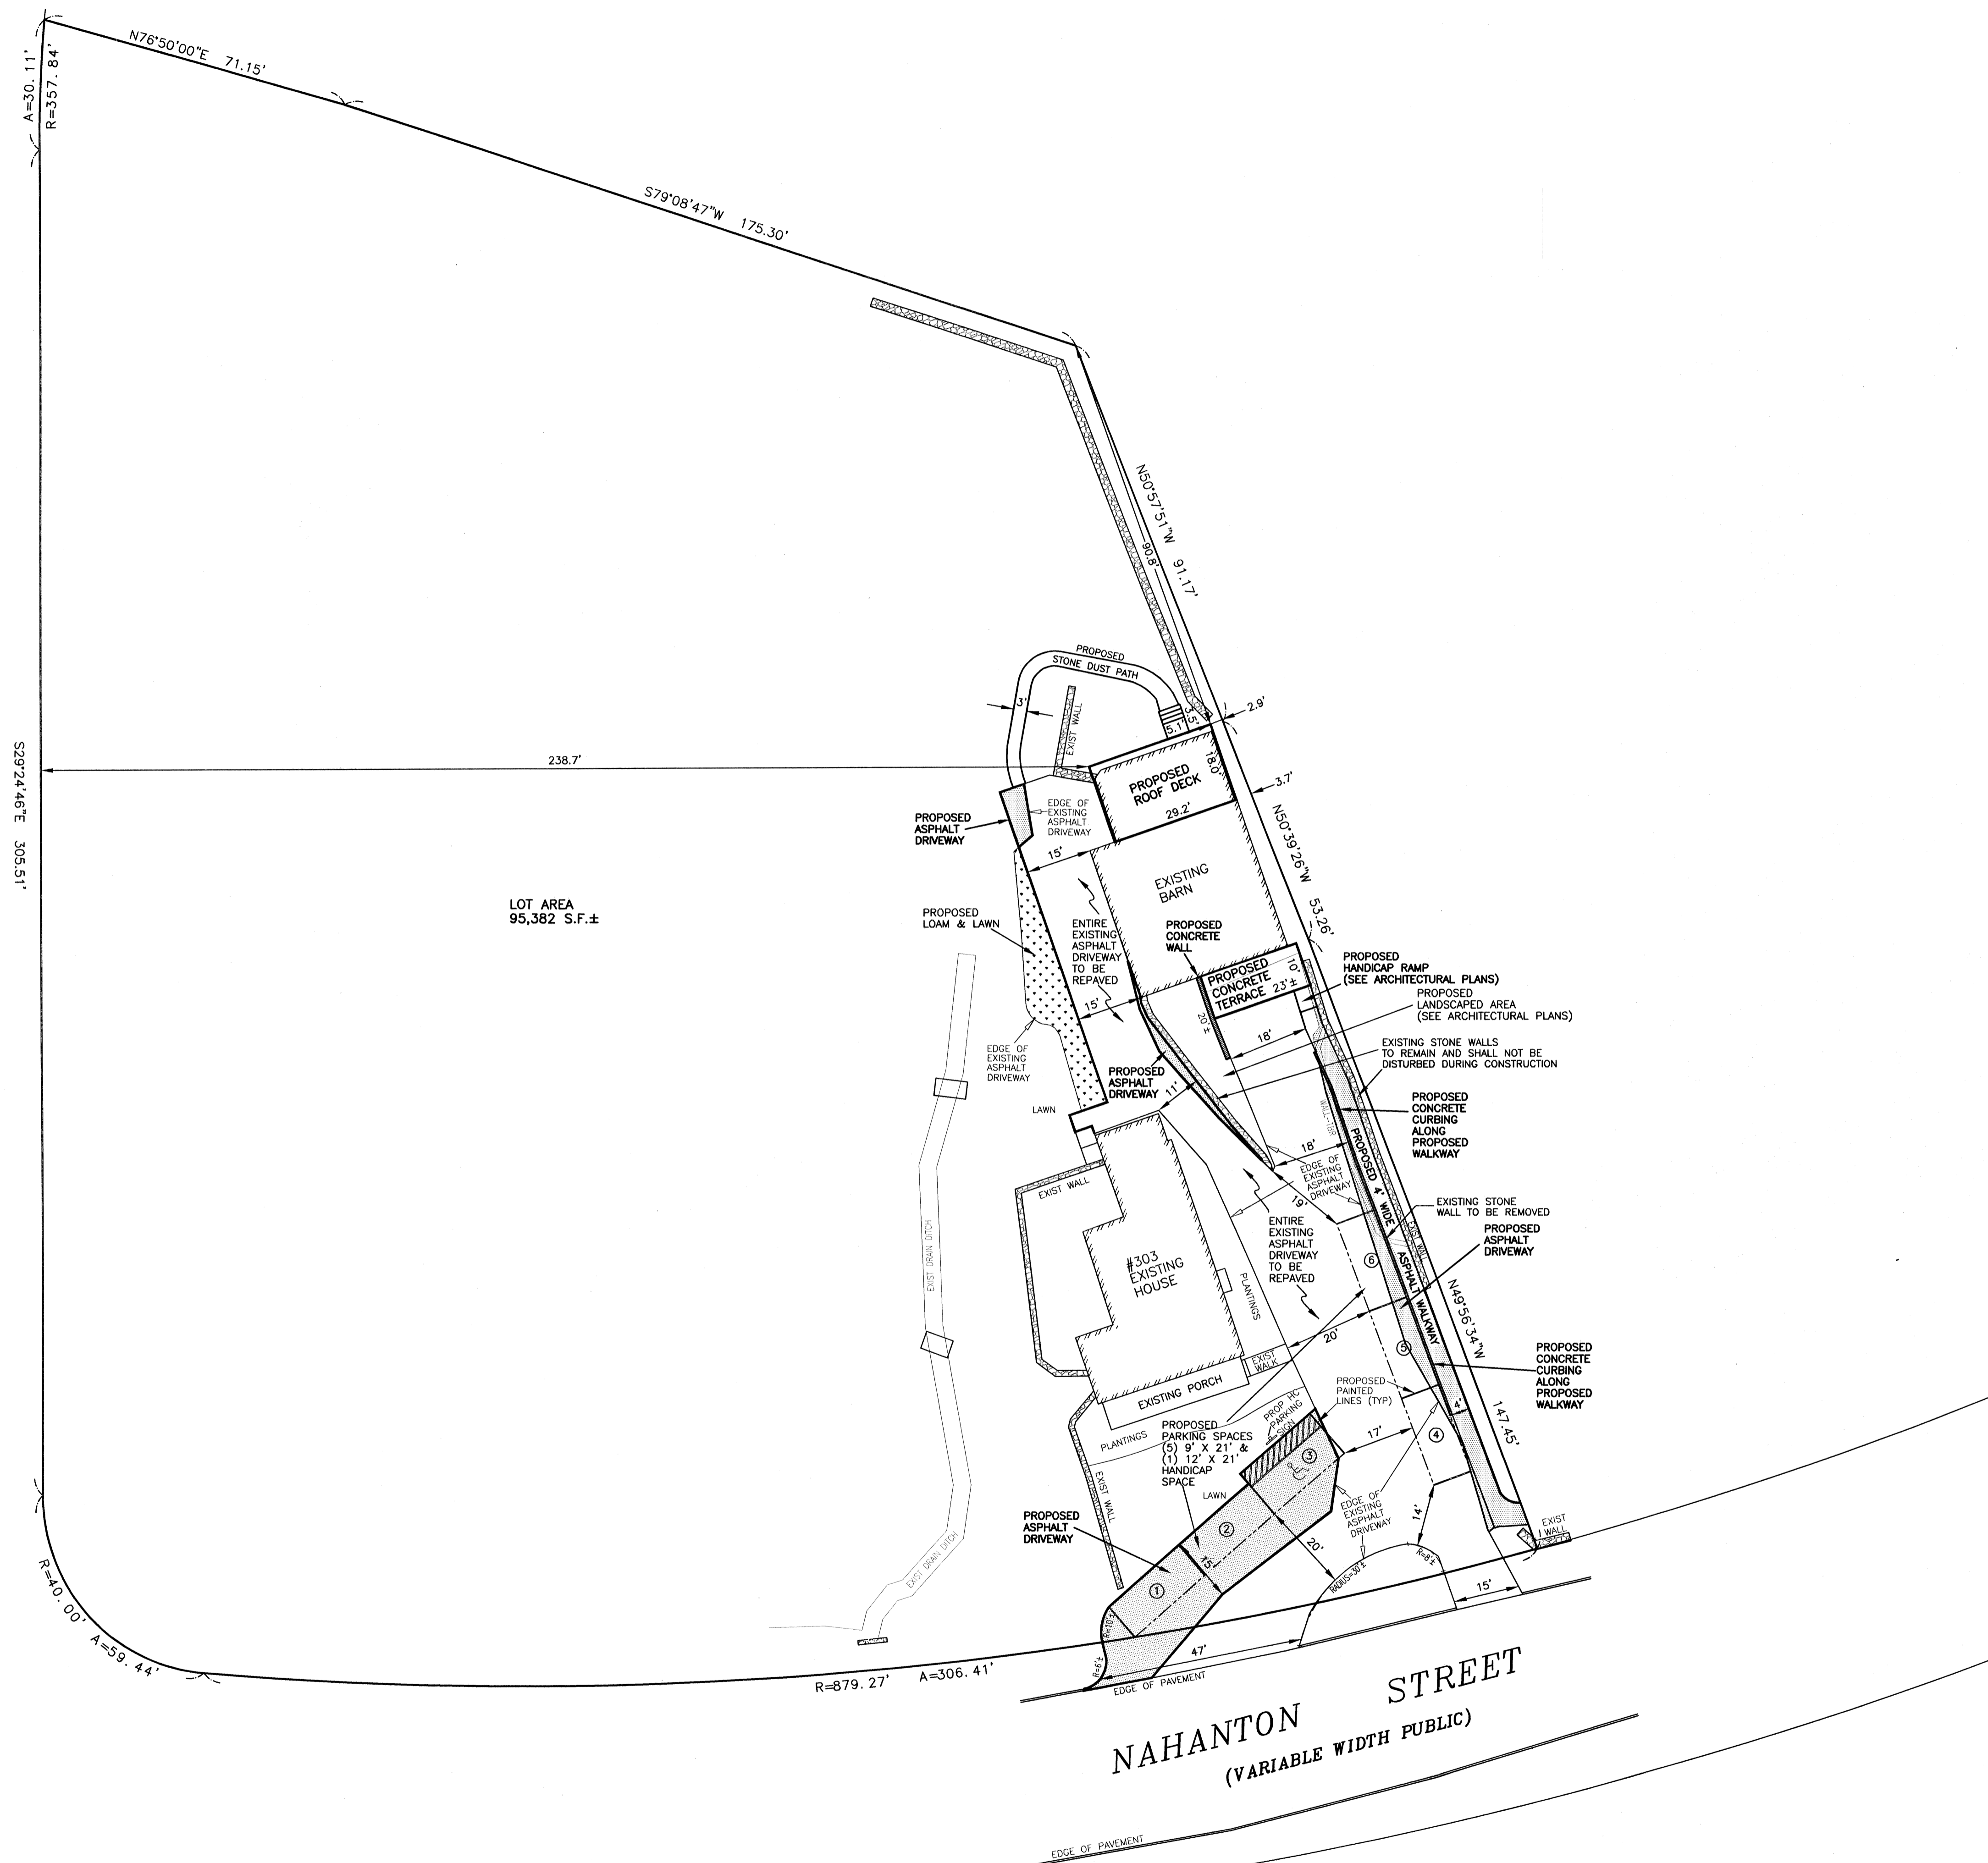 A=30.11'
R=357.84'
N76°50'00"E 71.15'
S79°08'47"W 175.30'
N50°57'51"W 91.17'
90.8'
PROPOSED
STONE DUST PATH
3'
EXIST WALL
3.5'
5.1'
2.9'
238.7'
PROPOSED
ROOF DECK
18.0'
29.2'
3.7'
N50°39'26"W 53.26'
S29°24'46"E 305.51'
PROPOSED
ASPHALT
DRIVEWAY
EDGE OF
EXISTING
ASPHALT
DRIVEWAY
15'
EXISTING
BARN
LOT AREA
95,382 S.F.±
PROPOSED
LOAM & LAWN
ENTIRE
EXISTING
ASPHALT
DRIVEWAY
TO BE
REPAVED
PROPOSED
CONCRETE
WALL
PROPOSED
CONCRETE
TERRACE 23'±
10'
PROPOSED
HANDICAP RAMP
(SEE ARCHITECTURAL PLANS)
PROPOSED
LANDSCAPED AREA
(SEE ARCHITECTURAL PLANS)
15'
20'±
18'
EXISTING STONE WALLS
TO REMAIN AND SHALL NOT BE
DISTURBED DURING CONSTRUCTION
EDGE OF
EXISTING
ASPHALT
DRIVEWAY
PROPOSED
ASPHALT
DRIVEWAY
11'
LAWN
WALL-TBR
PROPOSED
CONCRETE
CURBING
ALONG
PROPOSED
WALKWAY
18'
EDGE OF
EXISTING
ASPHALT
DRIVEWAY
PROPOSED 4' WIDE
ASPHALT WALKWAY
EXIST WALL
19'
EXISTING STONE
WALL TO BE REMOVED
PROPOSED
ASPHALT
DRIVEWAY
ENTIRE
EXISTING
ASPHALT
DRIVEWAY
TO BE
REPAVED
EXIST WALL
EXIST DRAIN DITCH
#303
EXISTING
HOUSE
PLANTINGS
6
N49°56'34"W 147.45'
20'
5
EXIST
WALK
EXISTING PORCH
PROPOSED
CONCRETE
CURBING
ALONG
PROPOSED
WALKWAY
PROPOSED
PAINTED
LINES (TYP)
4'
PROP HC
PARKING
SIGN
PROPOSED
PARKING SPACES
(5) 9' X 21' &
(1) 12' X 21'
HANDICAP
SPACE
PLANTINGS
17'
4
3
EXIST WALL
LAWN
EDGE OF
EXISTING
ASPHALT
DRIVEWAY
14'
EXIST
WALL
PROPOSED
ASPHALT
DRIVEWAY
2
20'
15'
1
R=8'±
RADIUS=30'±
15'
EXIST DRAIN DITCH
R=10'±
R=6'±
47'
R=40.00' A=59.44'
R=879.27' A=306.41'
EDGE OF PAVEMENT
NAHANTON STREET
(VARIABLE WIDTH PUBLIC)
EDGE OF PAVEMENT